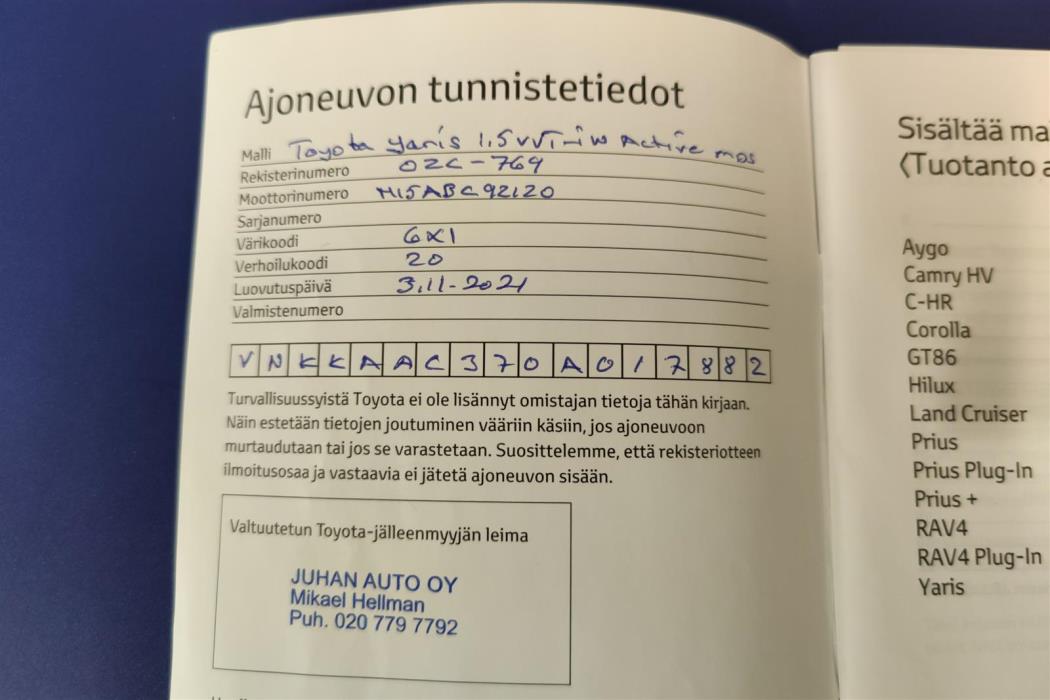 Ajoneuvon tunnistetiedot
Malli Toyota Yaris 1,5 VVT-iW Active mds
Rekisterinumero OZC-769
Moottorinumero M15ABC92120
Sarjanumero
Värikoodi 6X1
Verhoilukoodi 20
Luovutuspäivä 3.11-2021
Valmistenumero
VNKKAAC370A017882
Turvallisuussyistä Toyota ei ole lisännyt omistajan tietoja tähän kirjaan.
Näin estetään tietojen joutuminen vääriin käsiin, jos ajoneuvoon
murtaudutaan tai jos se varastetaan. Suosittelemme, että rekisteriotteen
ilmoitusosaa ja vastaavia ei jätetä ajoneuvon sisään.
Valtuutetun Toyota-jälleenmyyjän leima
JUHAN AUTO OY
Mikael Hellman
Puh. 020 779 7792
Sisältää ma
(Tuotanto a
Aygo
Camry HV
C-HR
Corolla
GT86
Hilux
Land Cruiser
Prius
Prius Plug-In
Prius +
RAV4
RAV4 Plug-In
Yaris